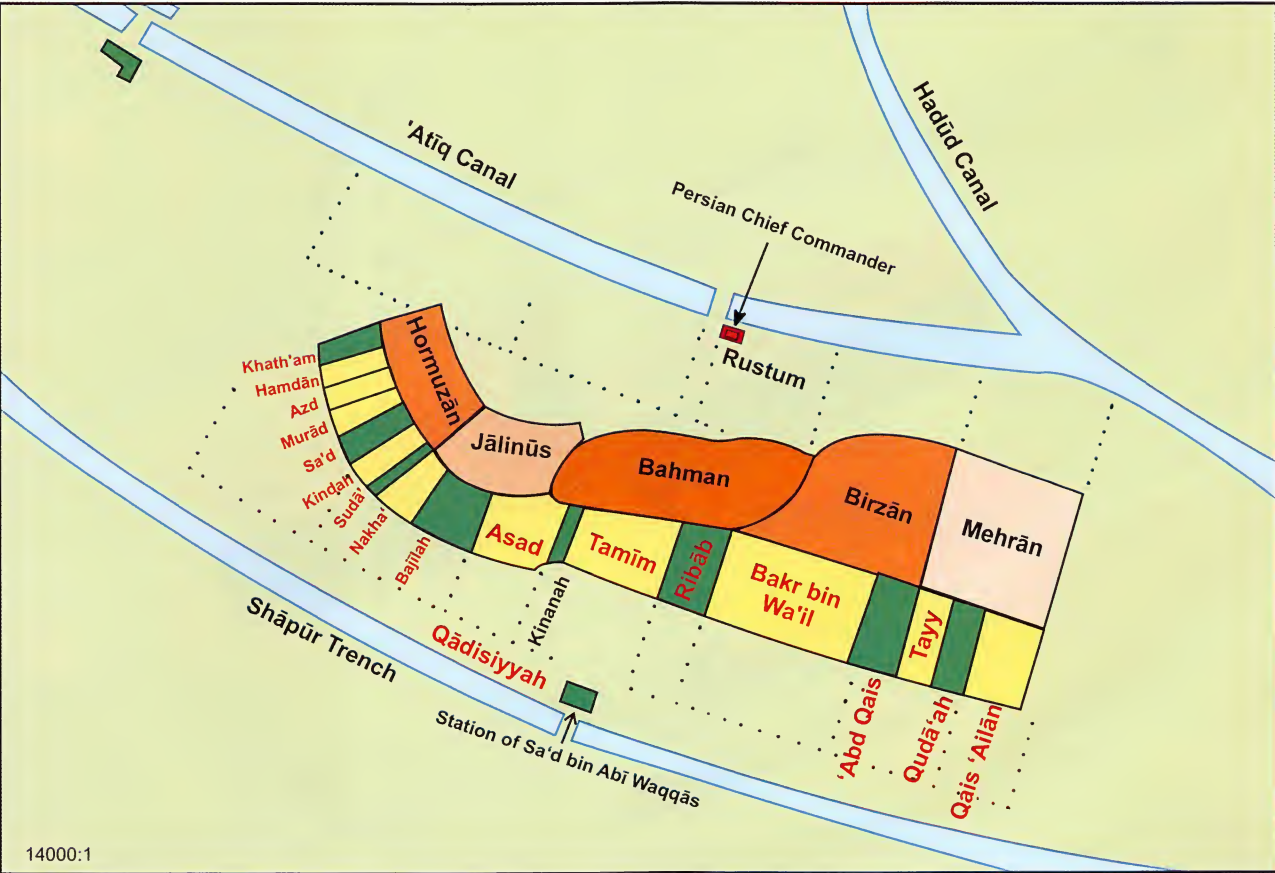 'Atīq Canal
Hadūd Canal
Persian Chief Commander
Rustum
Hormuzān
Jālinūs
Bahman
Birzān
Mehrān
Khath'am
Hamdān
Azd
Murād
Sa'd
Kindah
Sudā'
Nakha'
Bajīlah
Asad
Kinanah
Tamīm
Ribāb
Bakr bin
Wa'il
'Abd Qais
Tayy
Qudā'ah
Qais 'Ailān
Qādisiyyah
Shāpūr Trench
Station of Sa'd bin Abī Waqqās
14000:1